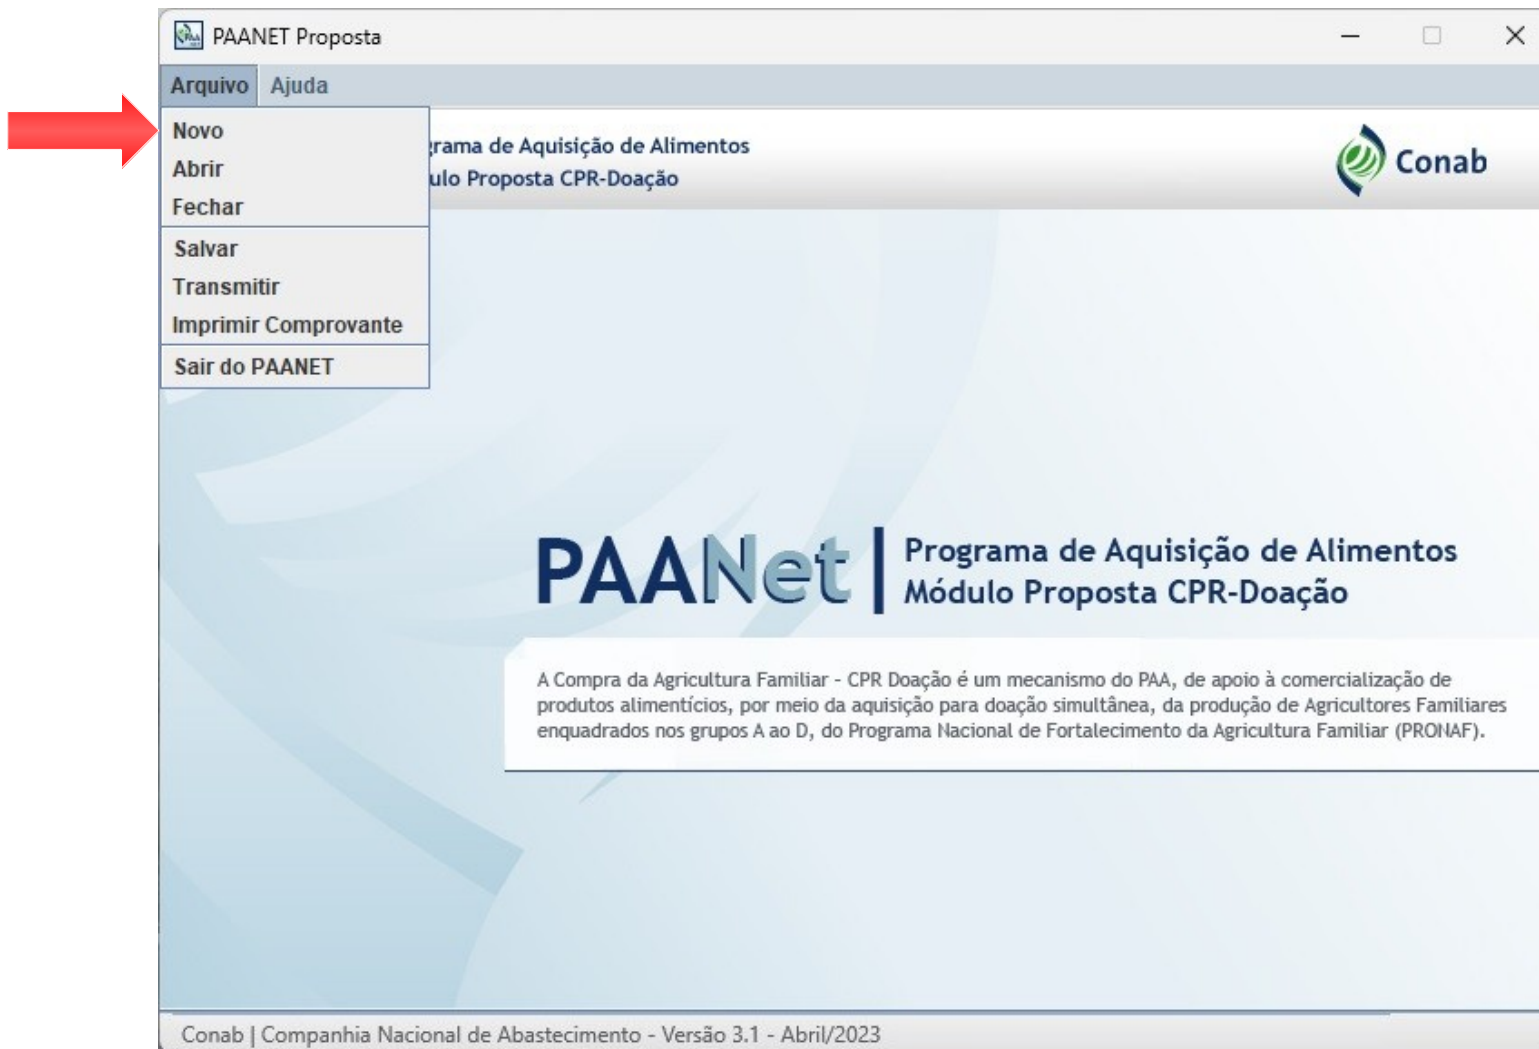 PAANET Proposta
Arquivo Ajuda
Novo
Abrir
Fechar
Salvar
Transmitir
Imprimir Comprovante
Sair do PAANET
grama de Aquisição de Alimentos
ulo Proposta CPR-Doação
Conab
PAANet
Programa de Aquisição de Alimentos
Módulo Proposta CPR-Doação
A Compra da Agricultura Familiar - CPR Doação é um mecanismo do PAA, de apoio à comercialização de
produtos alimentícios, por meio da aquisição para doação simultânea, da produção de Agricultores Familiares
enquadrados nos grupos A ao D, do Programa Nacional de Fortalecimento da Agricultura Familiar (PRONAF).
Conab | Companhia Nacional de Abastecimento - Versão 3.1 - Abril/2023